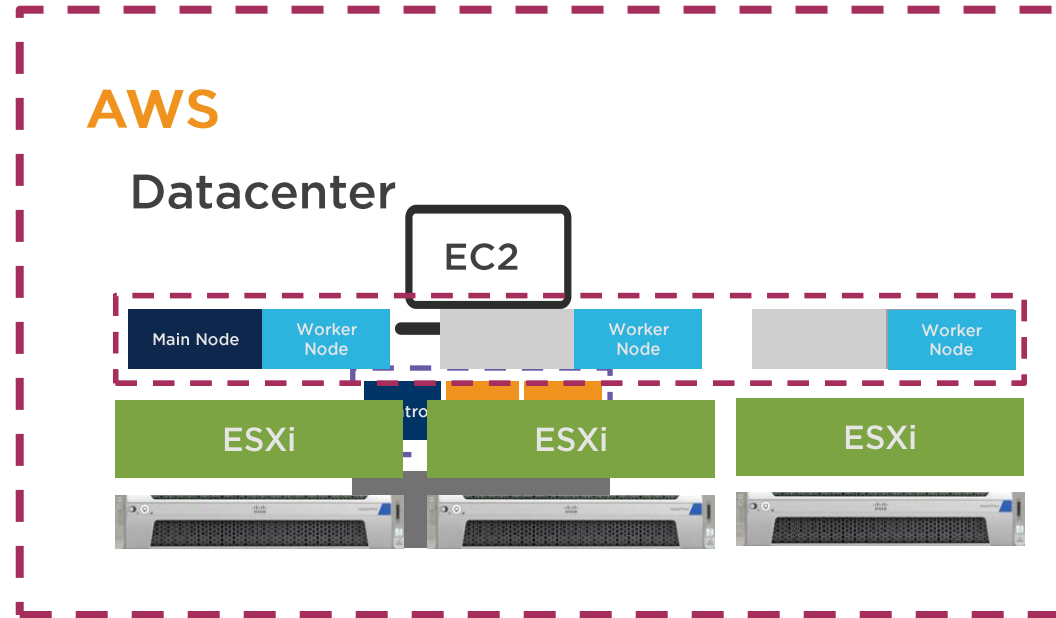 AWS
Datacenter
EC2
Main Node
Worker
Node
Worker
Node
Worker
Node
ESXi
ESXi
ESXi